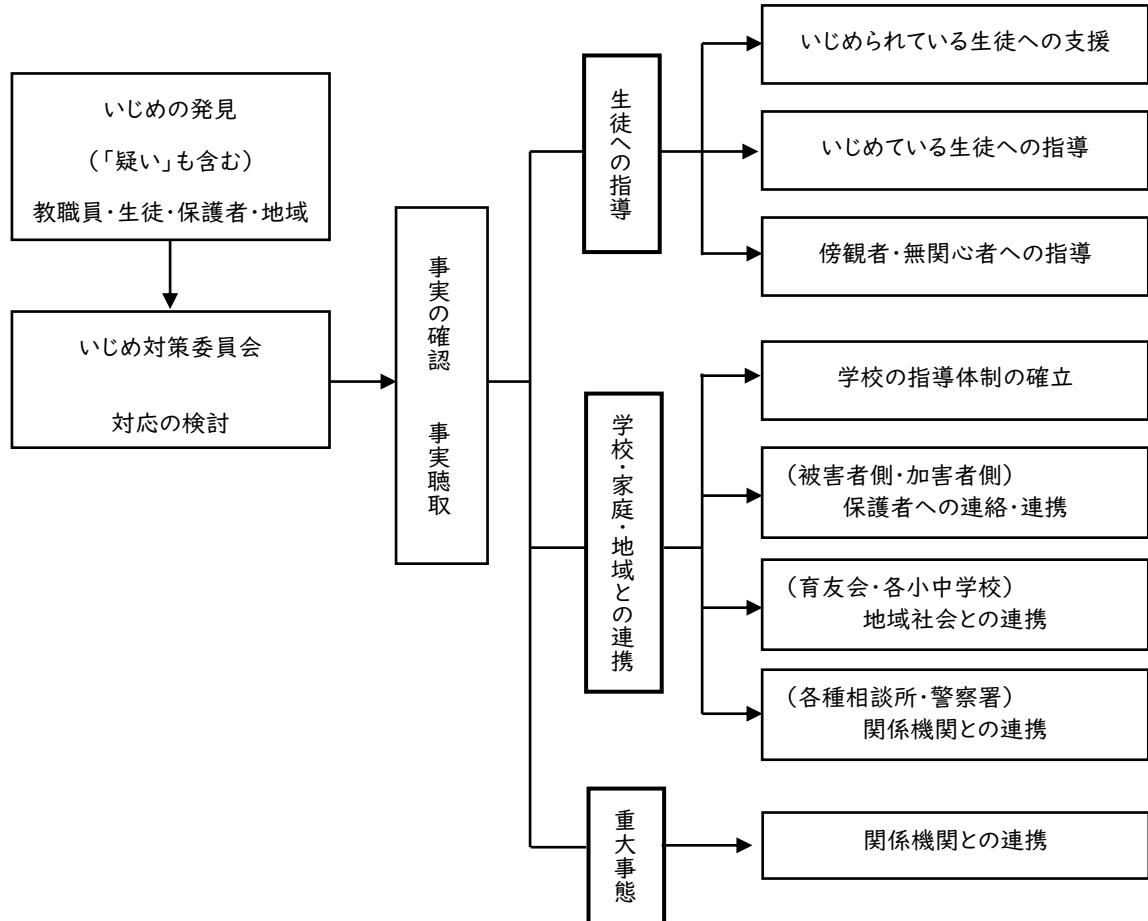 いじめの発見
（「疑い」も含む）
教職員・生徒・保護者・地域
いじめ対策委員会
対応の検討
事実の確認　事実聴取
生徒への指導
いじめられている生徒への支援
いじめている生徒への指導
傍観者・無関心者への指導
学校・家庭・地域との連携
学校の指導体制の確立
（被害者側・加害者側）
保護者への連絡・連携
（育友会・各小中学校）
地域社会との連携
（各種相談所・警察署）
関係機関との連携
重大事態
関係機関との連携